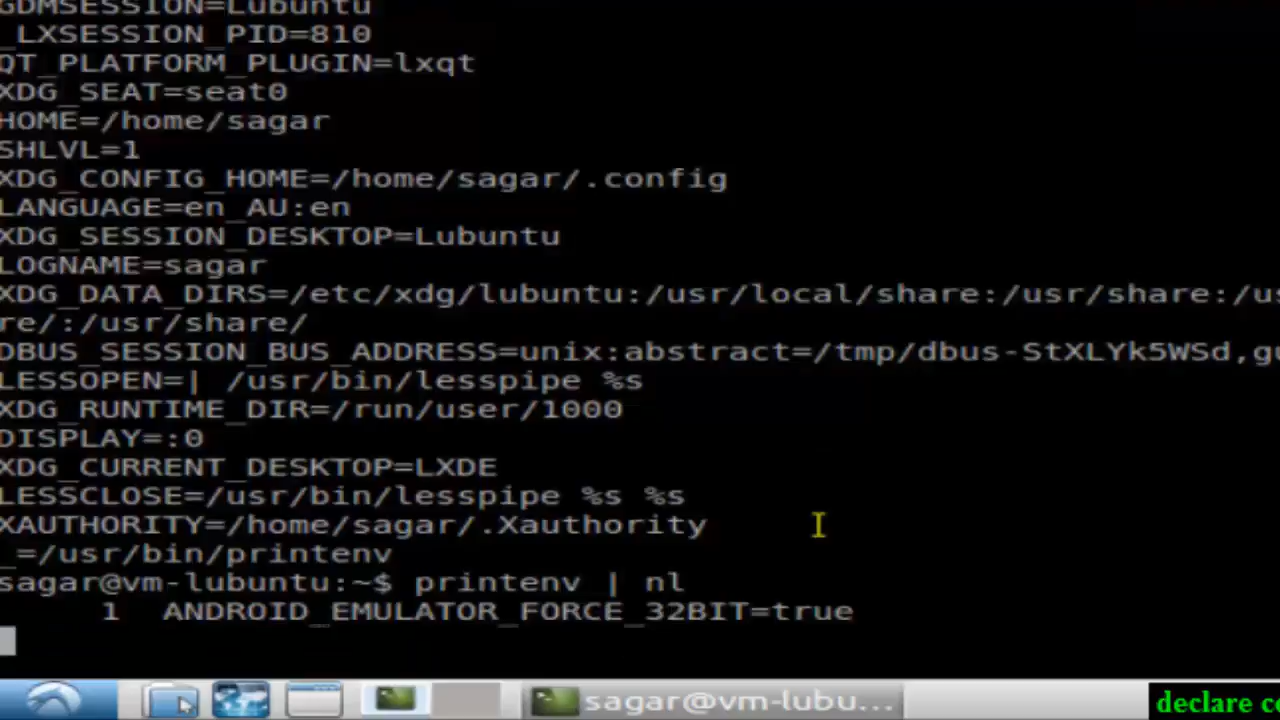 GDMSESSION=Lubuntu
_LXSESSION_PID=810
QT_PLATFORM_PLUGIN=lxqt
XDG_SEAT=seat0
HOME=/home/sagar
SHLVL=1
XDG_CONFIG_HOME=/home/sagar/.config
LANGUAGE=en_AU:en
XDG_SESSION_DESKTOP=Lubuntu
LOGNAME=sagar
XDG_DATA_DIRS=/etc/xdg/lubuntu:/usr/local/share:/usr/share:/us
re/:/usr/share/
DBUS_SESSION_BUS_ADDRESS=unix:abstract=/tmp/dbus-StXLYk5WSd,gu
LESSOPEN=| /usr/bin/lesspipe %s
XDG_RUNTIME_DIR=/run/user/1000
DISPLAY=:0
XDG_CURRENT_DESKTOP=LXDE
LESSCLOSE=/usr/bin/lesspipe %s %s
XAUTHORITY=/home/sagar/.Xauthority
_=/usr/bin/printenv
sagar@vm-lubuntu:~$ printenv | nl
1 ANDROID_EMULATOR_FORCE_32BIT=true
sagar@vm-lubu...
declare co